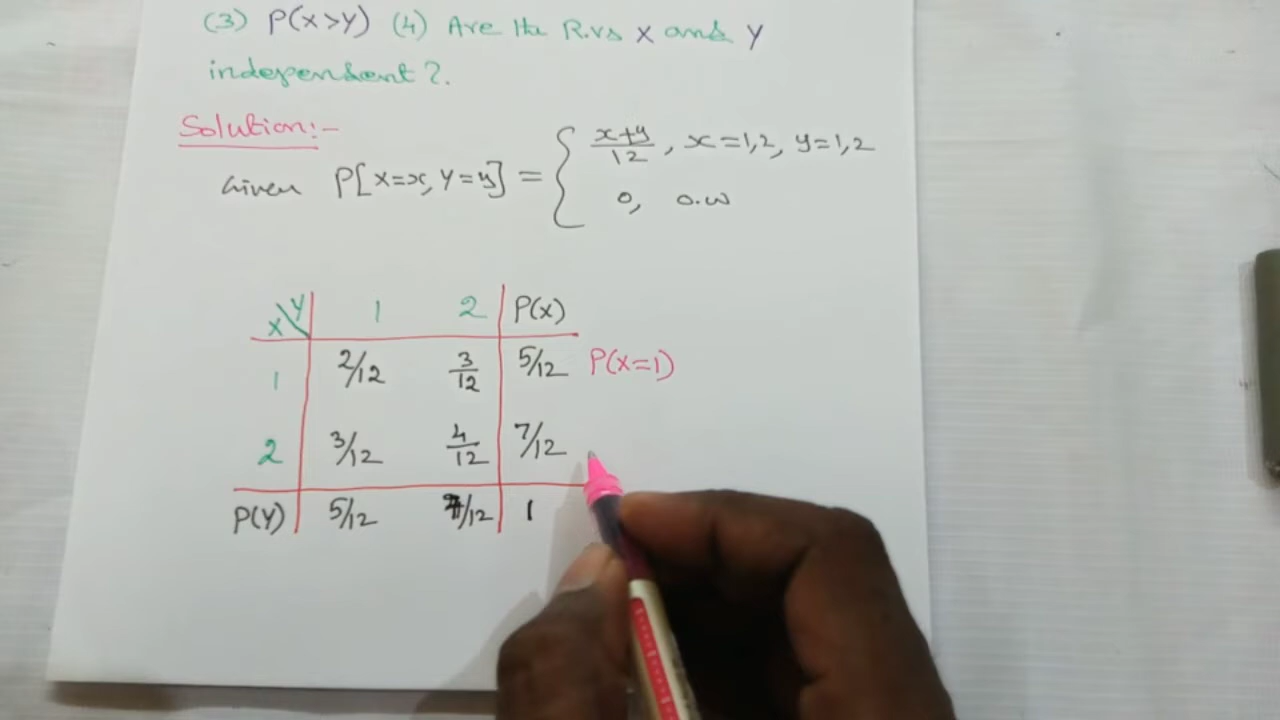 (3) P(X>Y) (4) Are the R.vs X and Y
independent?.
Solution:-
Given P[X=x, Y=y] = { x+y/12, x=1,2, y=1,2
0, o.w
X\Y 1 2 P(X)
1 2/12 3/12 5/12 P(X=1)
2 3/12 4/12 7/12
P(Y) 5/12 7/12 1